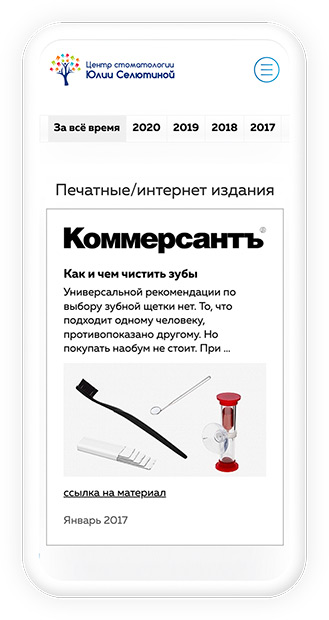 Центр стоматологии
Юлии Селютиной
За всё время 2020 2019 2018 2017
Печатные/интернет издания
Коммерсантъ®
Как и чем чистить зубы
Универсальной рекомендации по
выбору зубной щетки нет. То, что
подходит одному человеку,
противопоказано другому. Но
покупать наобум не стоит. При ...
ссылка на материал
Январь 2017